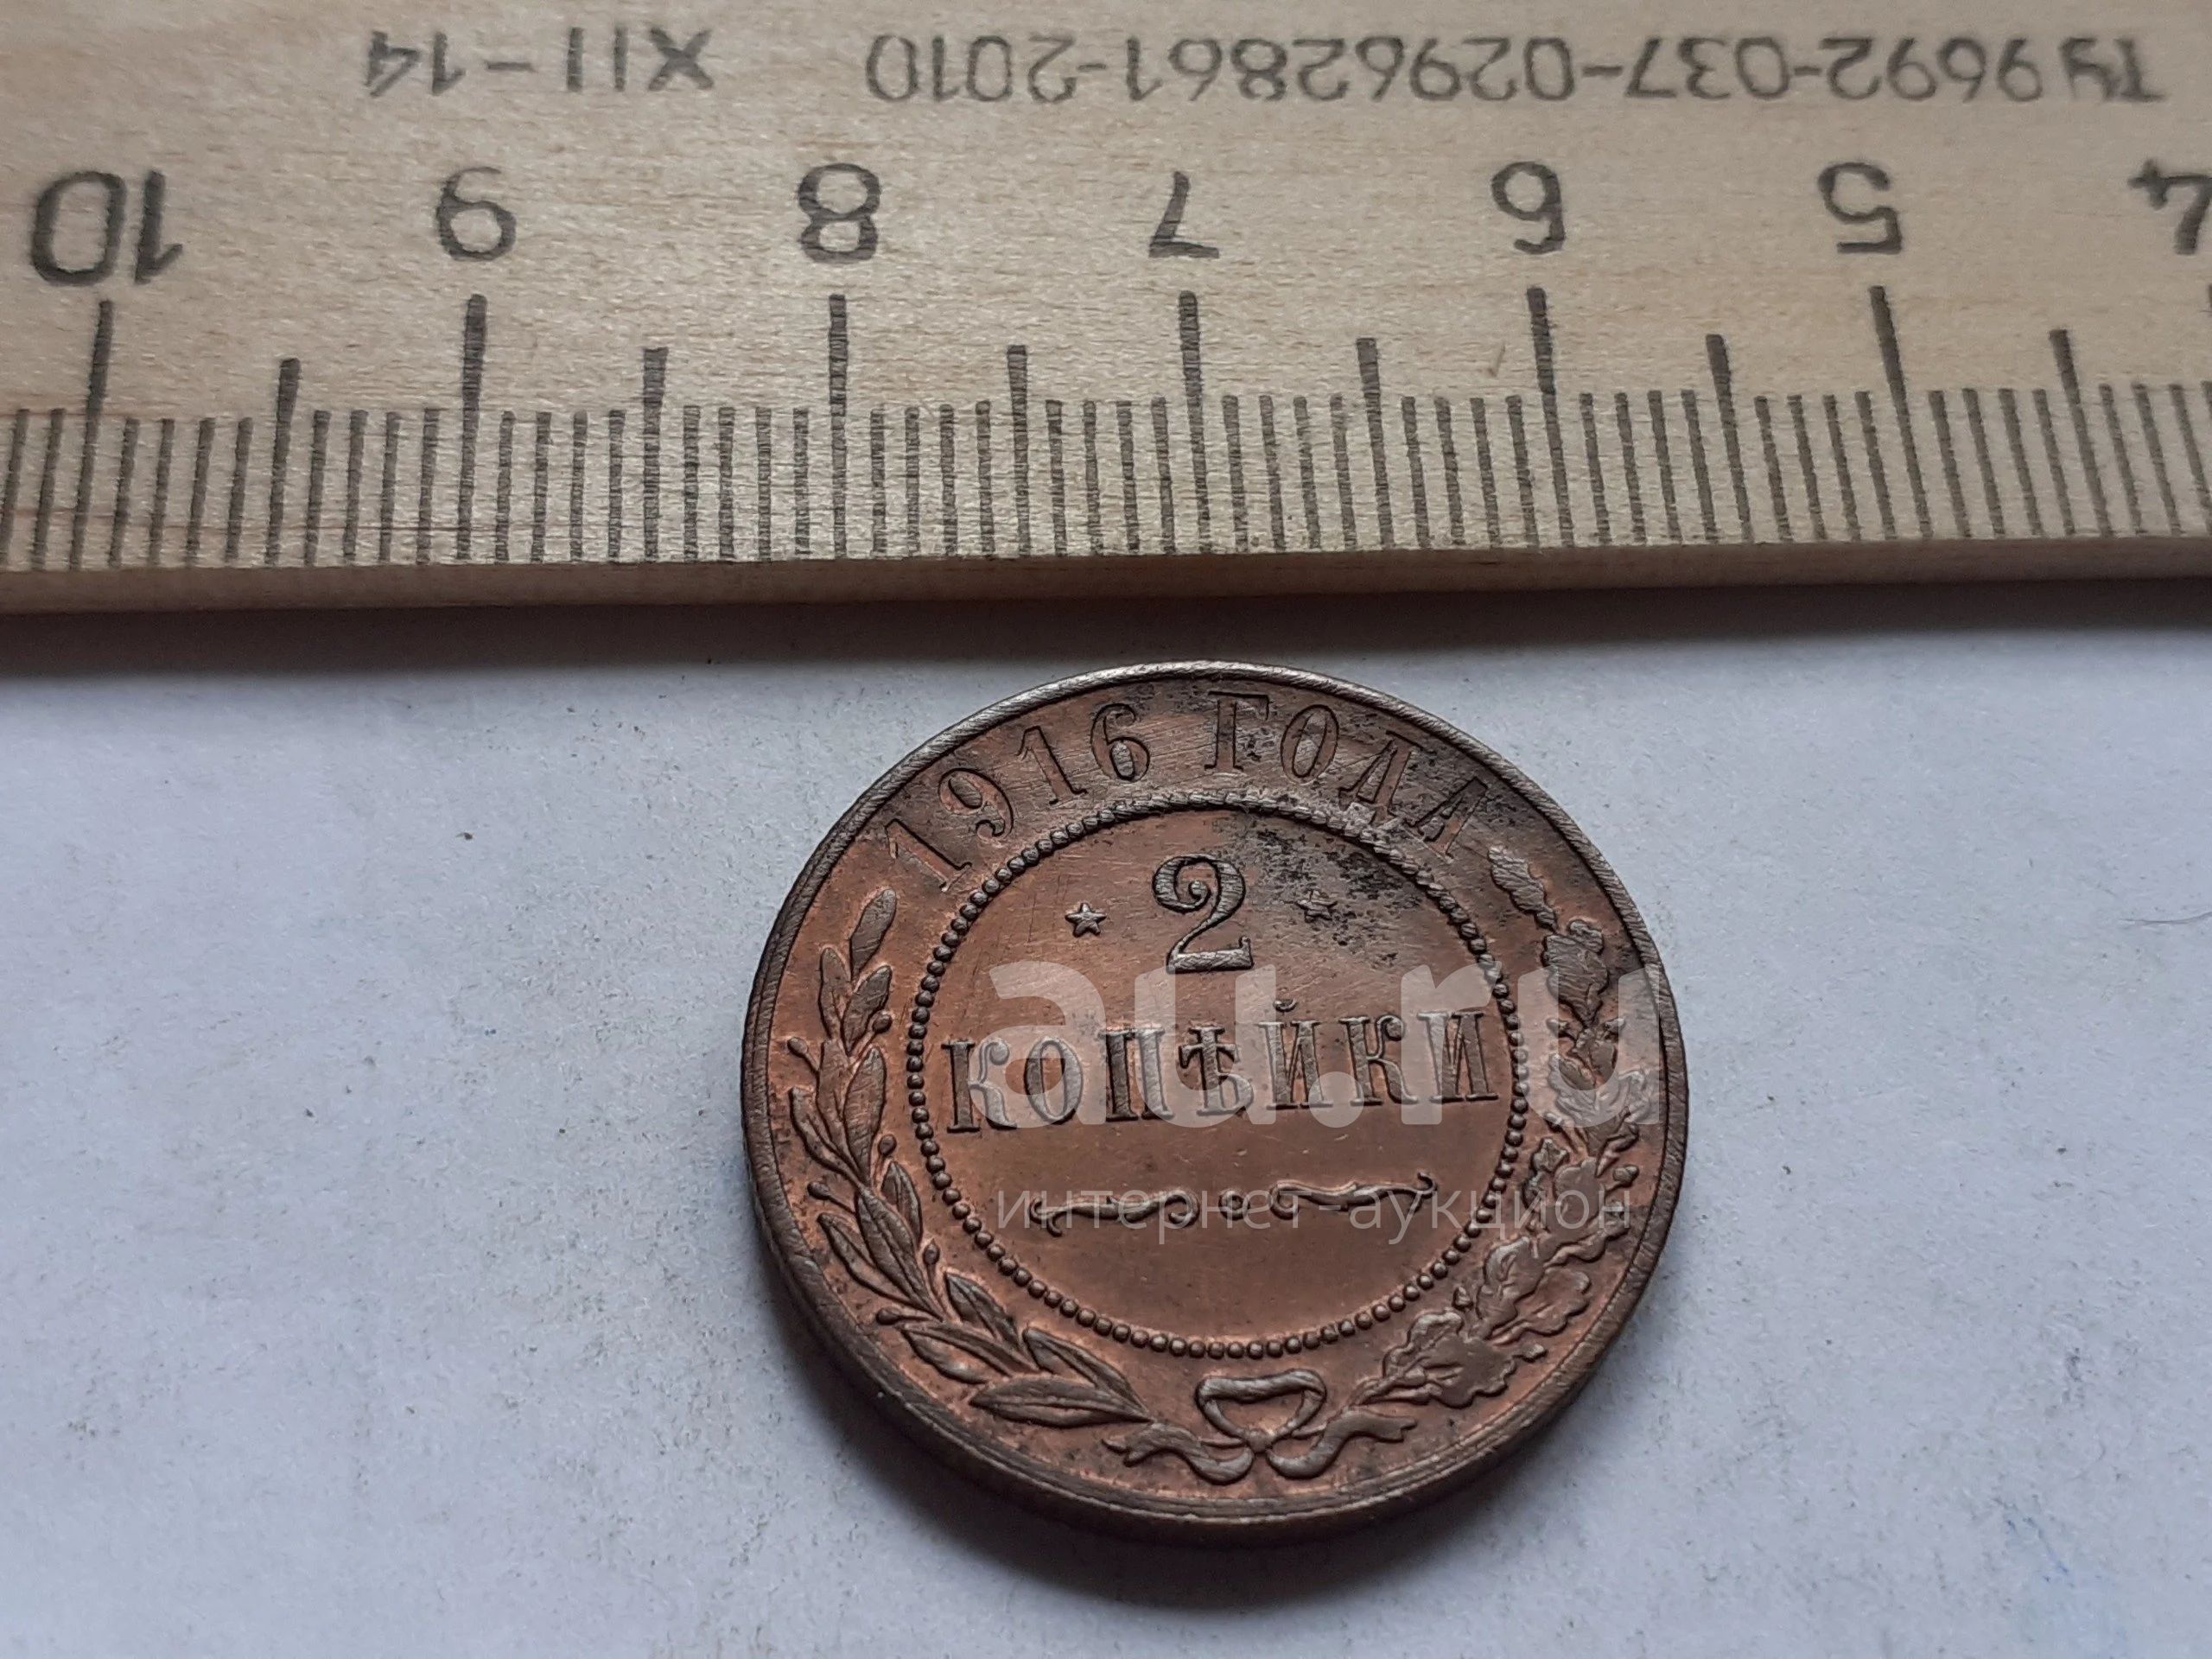 ТУ 9692-037-02962861-2010 XII-14
4 5 6 7 8 9 10
1916 ГОДА
2
КОПѢЙКИ
au.ru
интернет-аукцион